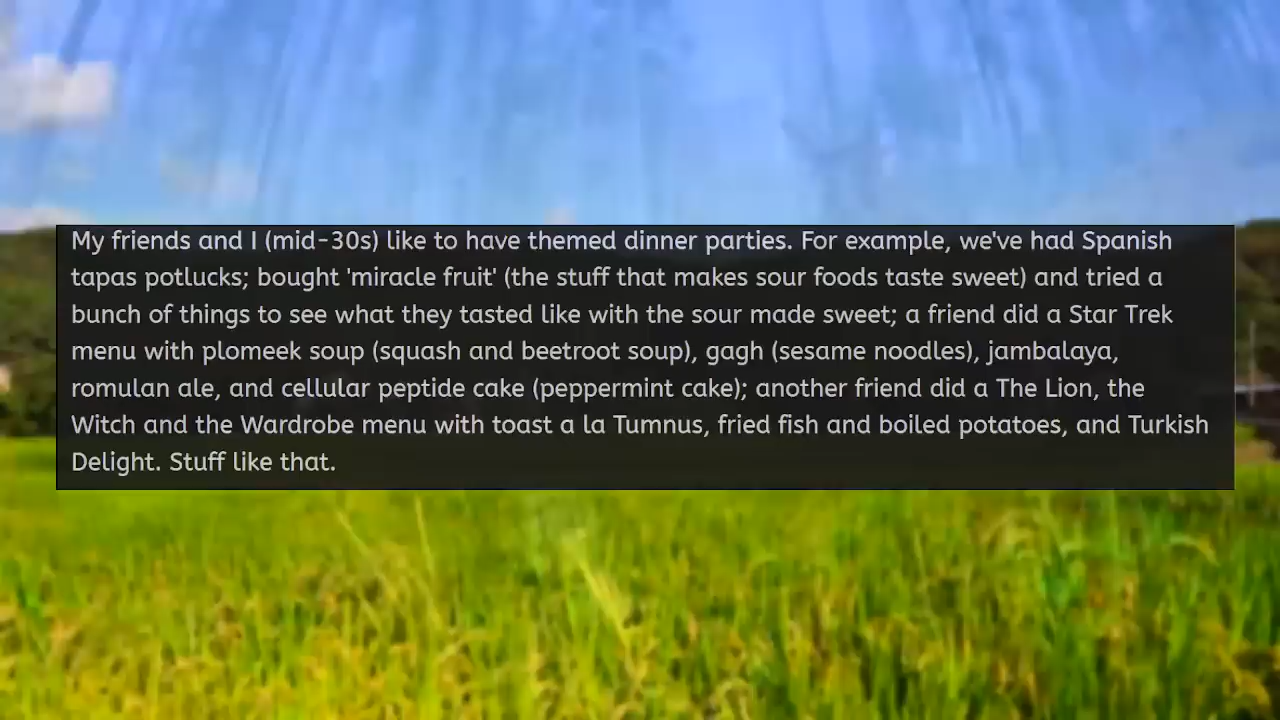 My friends and I (mid-30s) like to have themed dinner parties. For example, we've had Spanish
tapas potlucks; bought 'miracle fruit' (the stuff that makes sour foods taste sweet) and tried a
bunch of things to see what they tasted like with the sour made sweet; a friend did a Star Trek
menu with plomeek soup (squash and beetroot soup), gagh (sesame noodles), jambalaya,
romulan ale, and cellular peptide cake (peppermint cake); another friend did a The Lion, the
Witch and the Wardrobe menu with toast a la Tumnus, fried fish and boiled potatoes, and Turkish
Delight. Stuff like that.